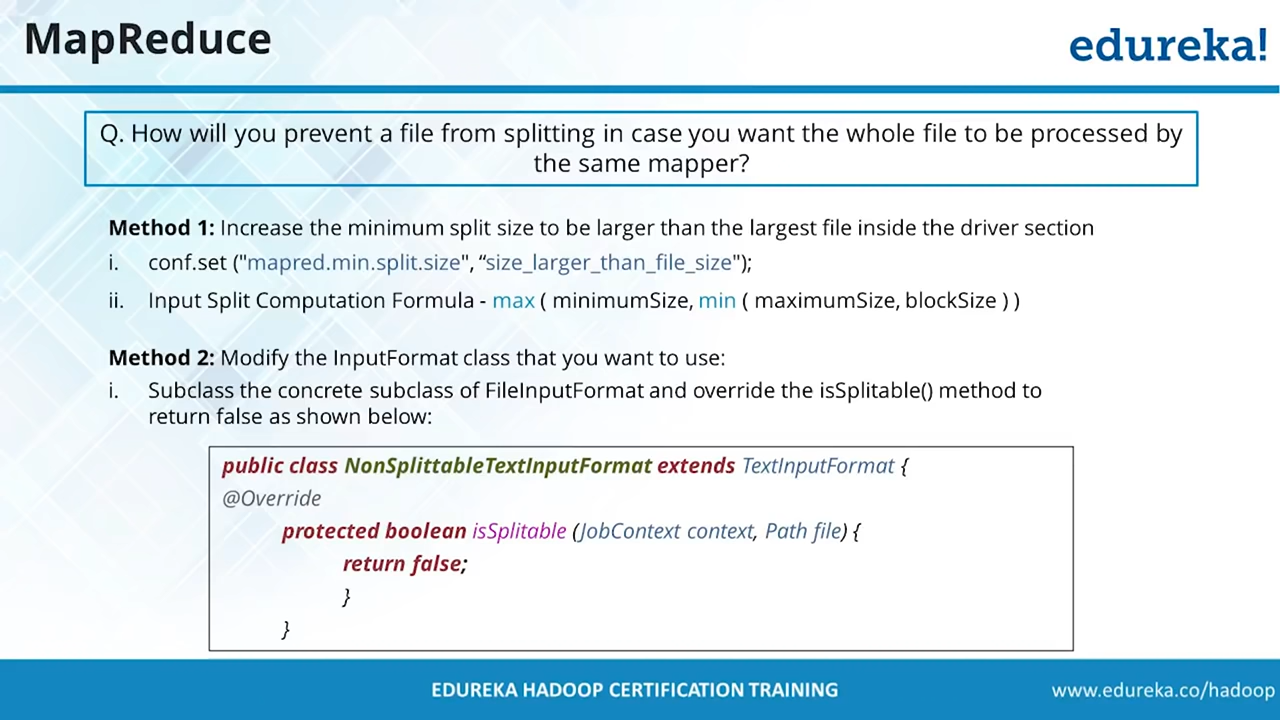 MapReduce
edureka!
Q. How will you prevent a file from splitting in case you want the whole file to be processed by
the same mapper?
Method 1: Increase the minimum split size to be larger than the largest file inside the driver section
i. conf.set ("mapred.min.split.size", “size_larger_than_file_size");
ii. Input Split Computation Formula - max ( minimumSize, min ( maximumSize, blockSize ) )
Method 2: Modify the InputFormat class that you want to use:
i. Subclass the concrete subclass of FileInputFormat and override the isSplitable() method to
return false as shown below:
public class NonSplittableTextInputFormat extends TextInputFormat {
@Override
protected boolean isSplitable (JobContext context, Path file) {
return false;
}
}
EDUREKA HADOOP CERTIFICATION TRAINING
www.edureka.co/hadoop